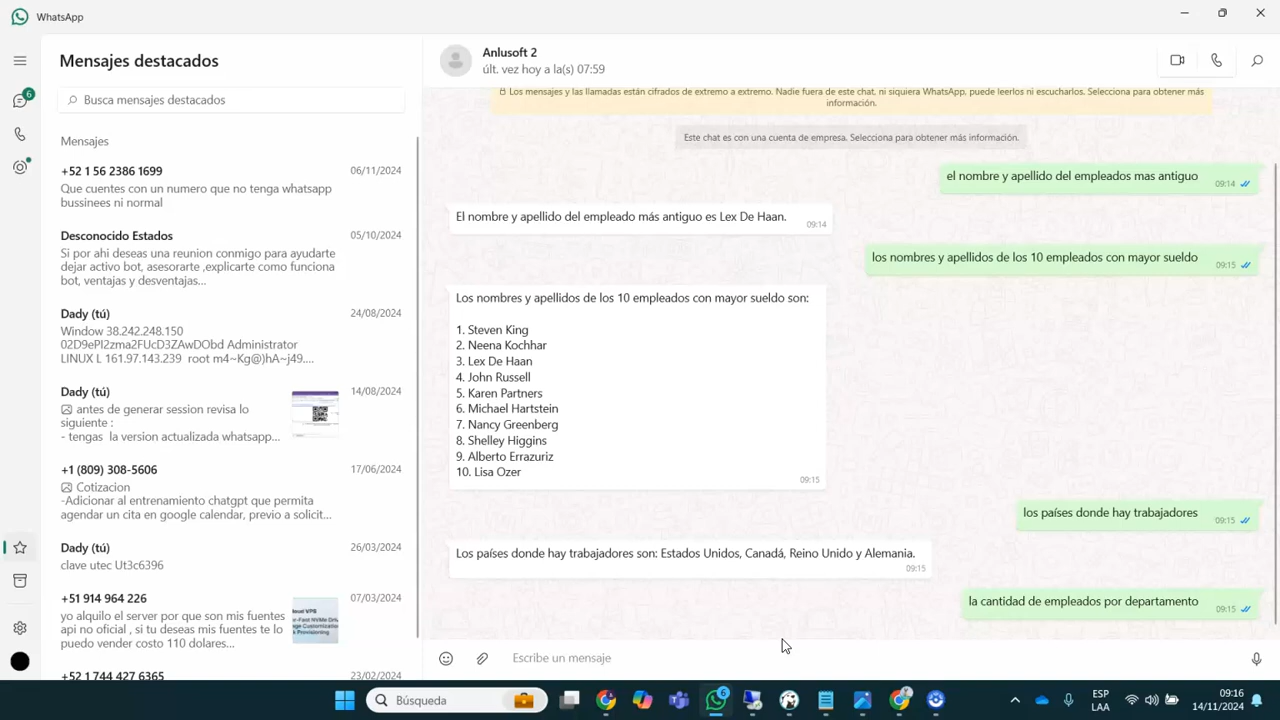 WhatsApp
Mensajes destacados
Busca mensajes destacados
Mensajes
+52 1 56 2386 1699
06/11/2024
Que cuentes con un numero que no tenga whatsapp
bussinees ni normal
Desconocido Estados
05/10/2024
Si por ahi deseas una reunion conmigo para ayudarte
dejar activo bot, asesorarte ,explicarte como funciona
bot, ventajas y desventajas...
Dady (tú)
24/08/2024
Window 38.242.248.150
02D9ePI2zma2FUcD3ZAwDObd Administrator
LINUX L 161.97.143.239  root m4~Kg@)hA~j49....
Dady (tú)
14/08/2024
antes de generar session revisa lo
siguiente :
- tengas  la version actualizada whatsapp...
+1 (809) 308-5606
17/06/2024
Cotizacion
-Adicionar al entrenamiento chatgpt que permita
agendar un cita en google calendar, previo a solicit...
Dady (tú)
26/03/2024
clave utec Ut3c6396
+51 914 964 226
07/03/2024
yo alquilo el server por que son mis fuentes
api no oficial , si tu deseas mis fuentes te lo
puedo vender costo 110 dolares...
+52 1 744 427 6365
23/02/2024
6
Anlusoft 2
últ. vez hoy a la(s) 07:59
Los mensajes y las llamadas están cifrados de extremo a extremo. Nadie fuera de este chat, ni siquiera WhatsApp, puede leerlos ni escucharlos. Selecciona para obtener más
información.
Este chat es con una cuenta de empresa. Selecciona para obtener más información.
el nombre y apellido del empleados mas antiguo
09:14
El nombre y apellido del empleado más antiguo es Lex De Haan.
09:14
los nombres y apellidos de los 10 empleados con mayor sueldo
09:15
Los nombres y apellidos de los 10 empleados con mayor sueldo son:
1. Steven King
2. Neena Kochhar
3. Lex De Haan
4. John Russell
5. Karen Partners
6. Michael Hartstein
7. Nancy Greenberg
8. Shelley Higgins
9. Alberto Errazuriz
10. Lisa Ozer
09:15
los países donde hay trabajadores
09:15
Los países donde hay trabajadores son: Estados Unidos, Canadá, Reino Unido y Alemania.
09:15
la cantidad de empleados por departamento
09:15
Escribe un mensaje
Búsqueda
6
ESP
LAA
09:16
14/11/2024